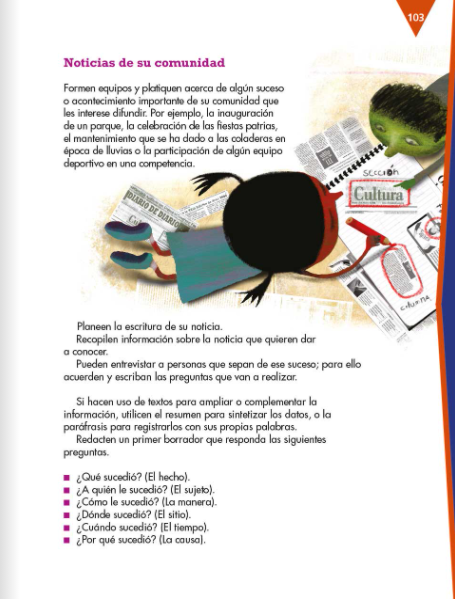 103
Noticias de su comunidad
Formen equipos y platiquen acerca de algún suceso
o acontecimiento importante de su comunidad que
les interese difundir. Por ejemplo, la inauguración
de un parque, la celebración de las fiestas patrias,
el mantenimiento que se ha dado a las coladeras en
época de lluvias o la participación de algún equipo
deportivo en una competencia.
SECCIÓN
Cultura
DIARIO DE DIARIO
COLUMNA
Planeen la escritura de su noticia.
Recopilen información sobre la noticia que quieren dar
a conocer.
Pueden entrevistar a personas que sepan de ese suceso; para ello
acuerden y escriban las preguntas que van a realizar.
Si hacen uso de textos para ampliar o complementar la
información, utilicen el resumen para sintetizar los datos, o la
paráfrasis para registrarlos con sus propias palabras.
Redacten un primer borrador que responda las siguientes
preguntas.
■ ¿Qué sucedió? (El hecho).
■ ¿A quién le sucedió? (El sujeto).
■ ¿Cómo le sucedió? (La manera).
■ ¿Dónde sucedió? (El sitio).
■ ¿Cuándo sucedió? (El tiempo).
■ ¿Por qué sucedió? (La causa).